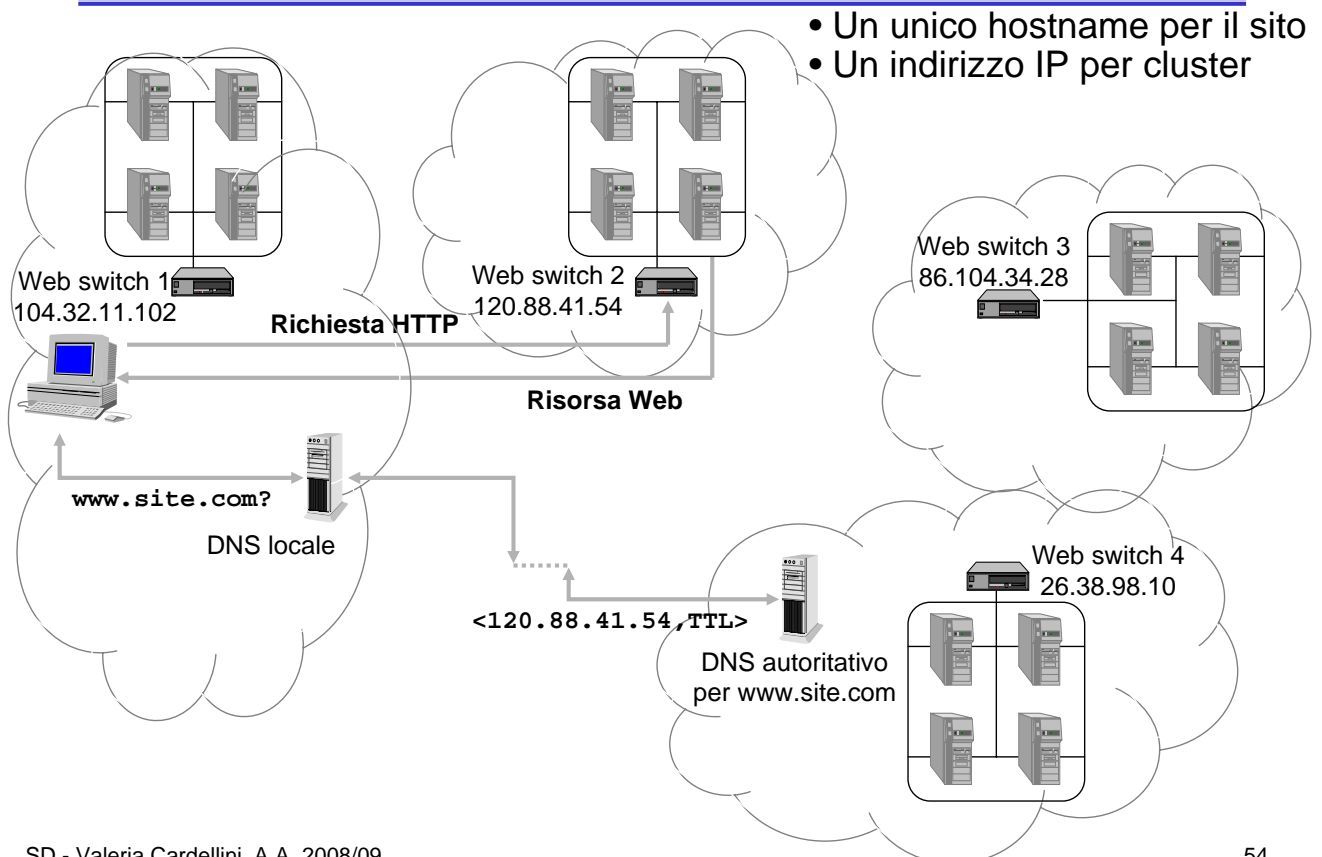 • Un unico hostname per il sito
• Un indirizzo IP per cluster
Web switch 1
104.32.11.102
Web switch 2
120.88.41.54
Web switch 3
86.104.34.28
Richiesta HTTP
Risorsa Web
www.site.com?
DNS locale
<120.88.41.54,TTL>
DNS autoritativo
per www.site.com
Web switch 4
26.38.98.10
SD - Valeria Cardellini, A.A. 2008/09
54